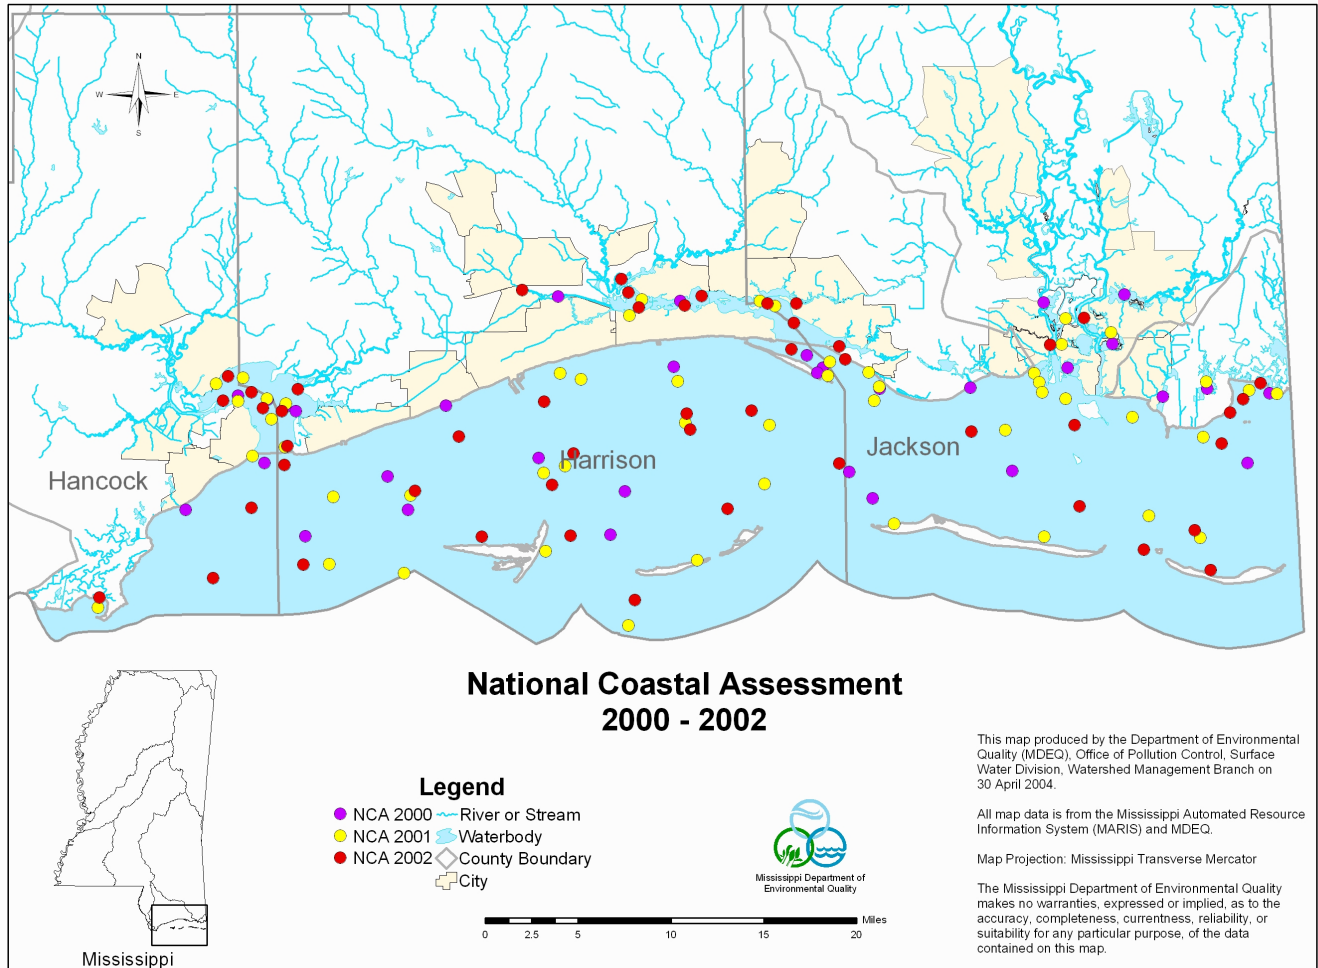 N
W E
S
Hancock
Harrison
Jackson
National Coastal Assessment
2000 - 2002
Legend
NCA 2000
River or Stream
NCA 2001
Waterbody
NCA 2002
County Boundary
City
Mississippi Department of
Environmental Quality
Miles
0 2.5 5 10 15 20
This map produced by the Department of Environmental
Quality (MDEQ), Office of Pollution Control, Surface
Water Division, Watershed Management Branch on
30 April 2004.
All map data is from the Mississippi Automated Resource
Information System (MARIS) and MDEQ.
Map Projection: Mississippi Transverse Mercator
The Mississippi Department of Environmental Quality
makes no warranties, expressed or implied, as to the
accuracy, completeness, currentness, reliability, or
suitability for any particular purpose, of the data
contained on this map.
Mississippi